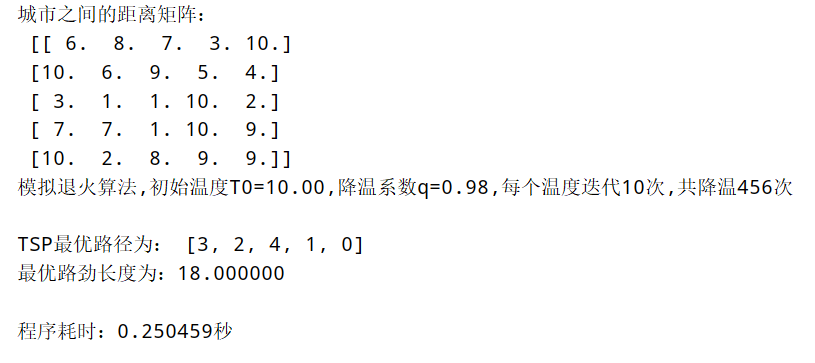 城市之间的距离矩阵：
[[ 6.  8.  7.  3. 10.]
[10.  6.  9.  5.  4.]
[ 3.  1.  1. 10.  2.]
[ 7.  7.  1. 10.  9.]
[10.  2.  8.  9.  9.]]
模拟退火算法,初始温度T0=10.00,降温系数q=0.98,每个温度迭代10次,共降温456次
TSP最优路径为： [3, 2, 4, 1, 0]
最优路劲长度为：18.000000
程序耗时：0.250459秒